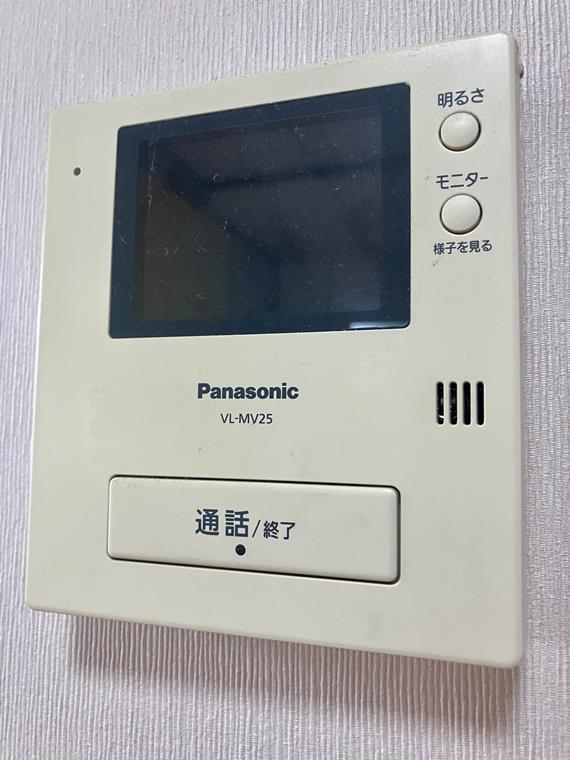 明るさ
モニター
様子を見る
Panasonic
VL-MV25
通話/終了